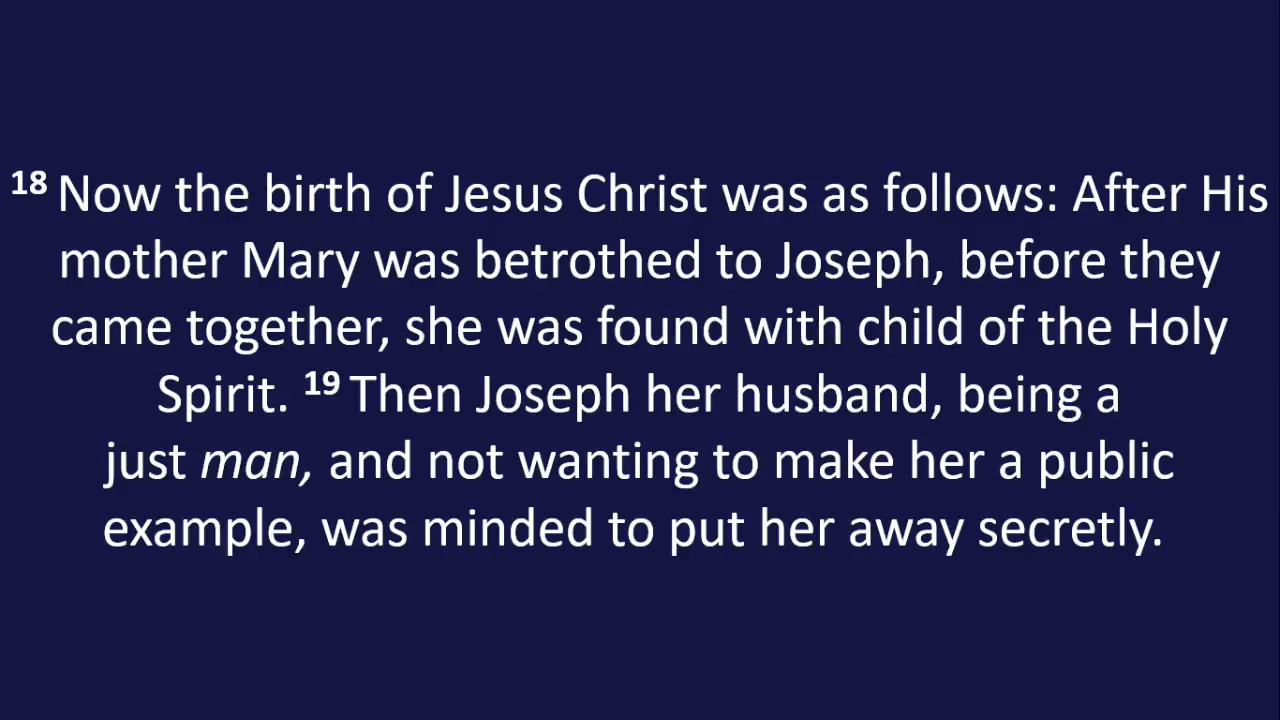 18 Now the birth of Jesus Christ was as follows: After His
mother Mary was betrothed to Joseph, before they
came together, she was found with child of the Holy
Spirit. 19 Then Joseph her husband, being a
just man, and not wanting to make her a public
example, was minded to put her away secretly.